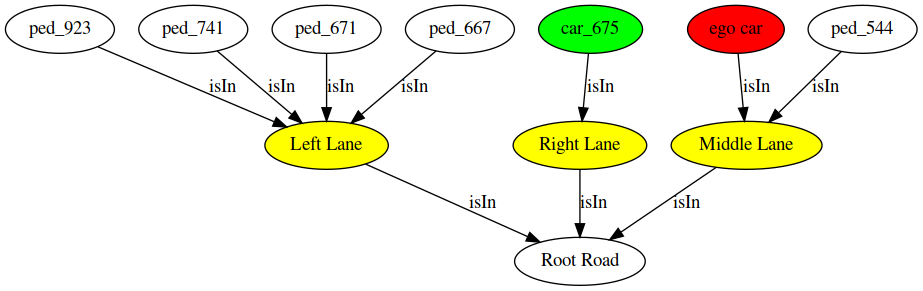 ped_923 ped_741 ped_671 ped_667 car_675 ego car ped_544
isIn isIn isIn isIn isIn isIn isIn
Left Lane Right Lane Middle Lane
isIn isIn isIn
Root Road